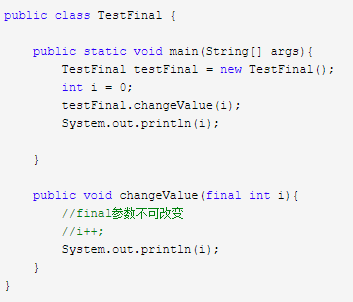 public class TestFinal {
public static void main(String[] args){
TestFinal testFinal = new TestFinal();
int i = 0;
testFinal.changeValue(i);
System.out.println(i);
}
public void changeValue(final int i){
//final参数不可改变
//i++;
System.out.println(i);
}
}